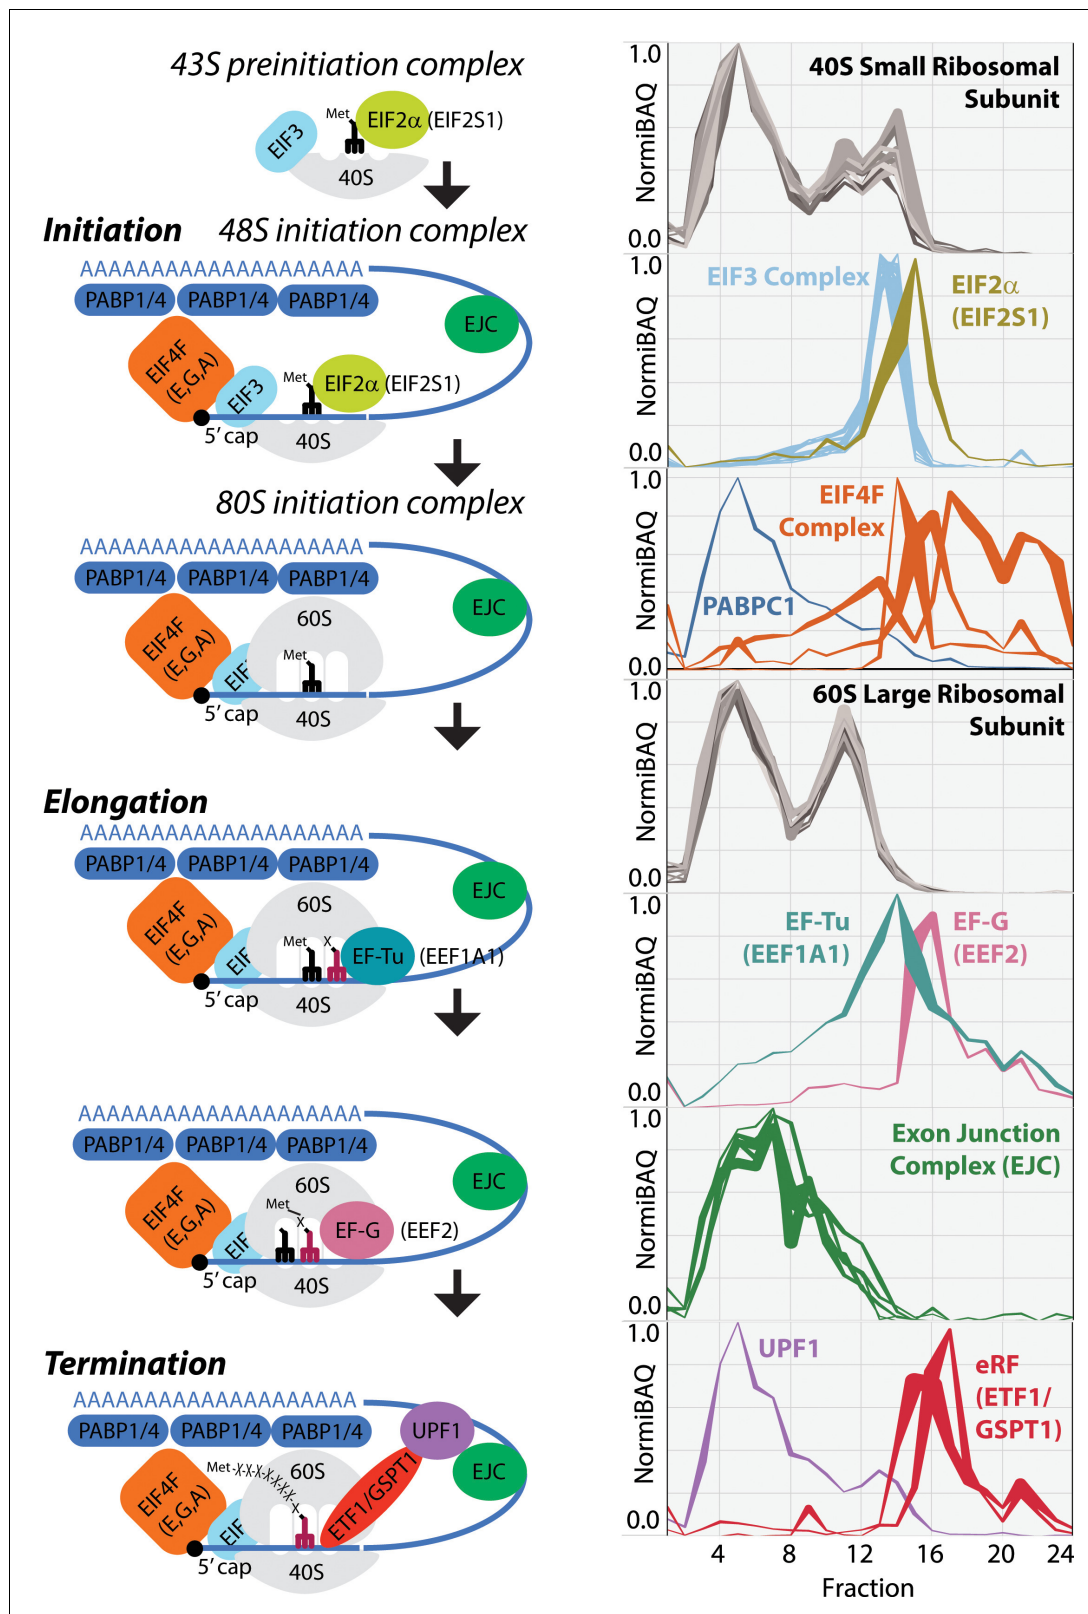 43S preinitiation complex
Met
EIF3
EIF2α (EIF2S1)
40S
Initiation
48S initiation complex
AAAAAAAAAAAAAAAAAAAA
PABP1/4 PABP1/4 PABP1/4
EJC
EIF4F
(E,G,A)
EIF3
Met
EIF2α (EIF2S1)
5' cap
40S
80S initiation complex
AAAAAAAAAAAAAAAAAAAA
PABP1/4 PABP1/4 PABP1/4
EJC
60S
EIF4F
(E,G,A)
Met
5' cap
40S
Elongation
AAAAAAAAAAAAAAAAAAAA
PABP1/4 PABP1/4 PABP1/4
EJC
60S
EIF4F
(E,G,A)
EIF
Met
X
EF-Tu (EEF1A1)
5' cap
40S
AAAAAAAAAAAAAAAAAAAA
PABP1/4 PABP1/4 PABP1/4
EJC
60S
EIF4F
(E,G,A)
EIF
Met
X
EF-G (EEF2)
5' cap
40S
Termination
AAAAAAAAAAAAAAAAAAAA
PABP1/4 PABP1/4 PABP1/4
UPF1
EJC
60S
Met-X-X-X-X-X-X-X
ETF1/GSPT1
EIF4F
(E,G,A)
EIF
5' cap
40S
1.0
NormiBAQ
0.0
40S Small Ribosomal
Subunit
1.0
NormiBAQ
0.0
EIF3 Complex
EIF2α
(EIF2S1)
1.0
NormiBAQ
0.0
EIF4F
Complex
PABPC1
1.0
NormiBAQ
0.0
60S Large Ribosomal
Subunit
1.0
NormiBAQ
0.0
EF-Tu
(EEF1A1)
EF-G
(EEF2)
1.0
NormiBAQ
0.0
Exon Junction
Complex (EJC)
1.0
NormiBAQ
0.0
UPF1
eRF
(ETF1/
GSPT1)
4 8 12 16 20 24
Fraction